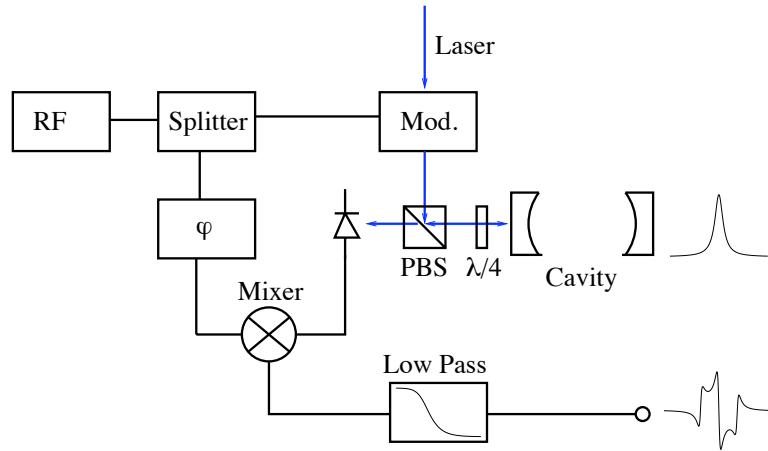 Laser
RF
Splitter
Mod.
φ
PBS
λ/4
Cavity
Mixer
Low Pass